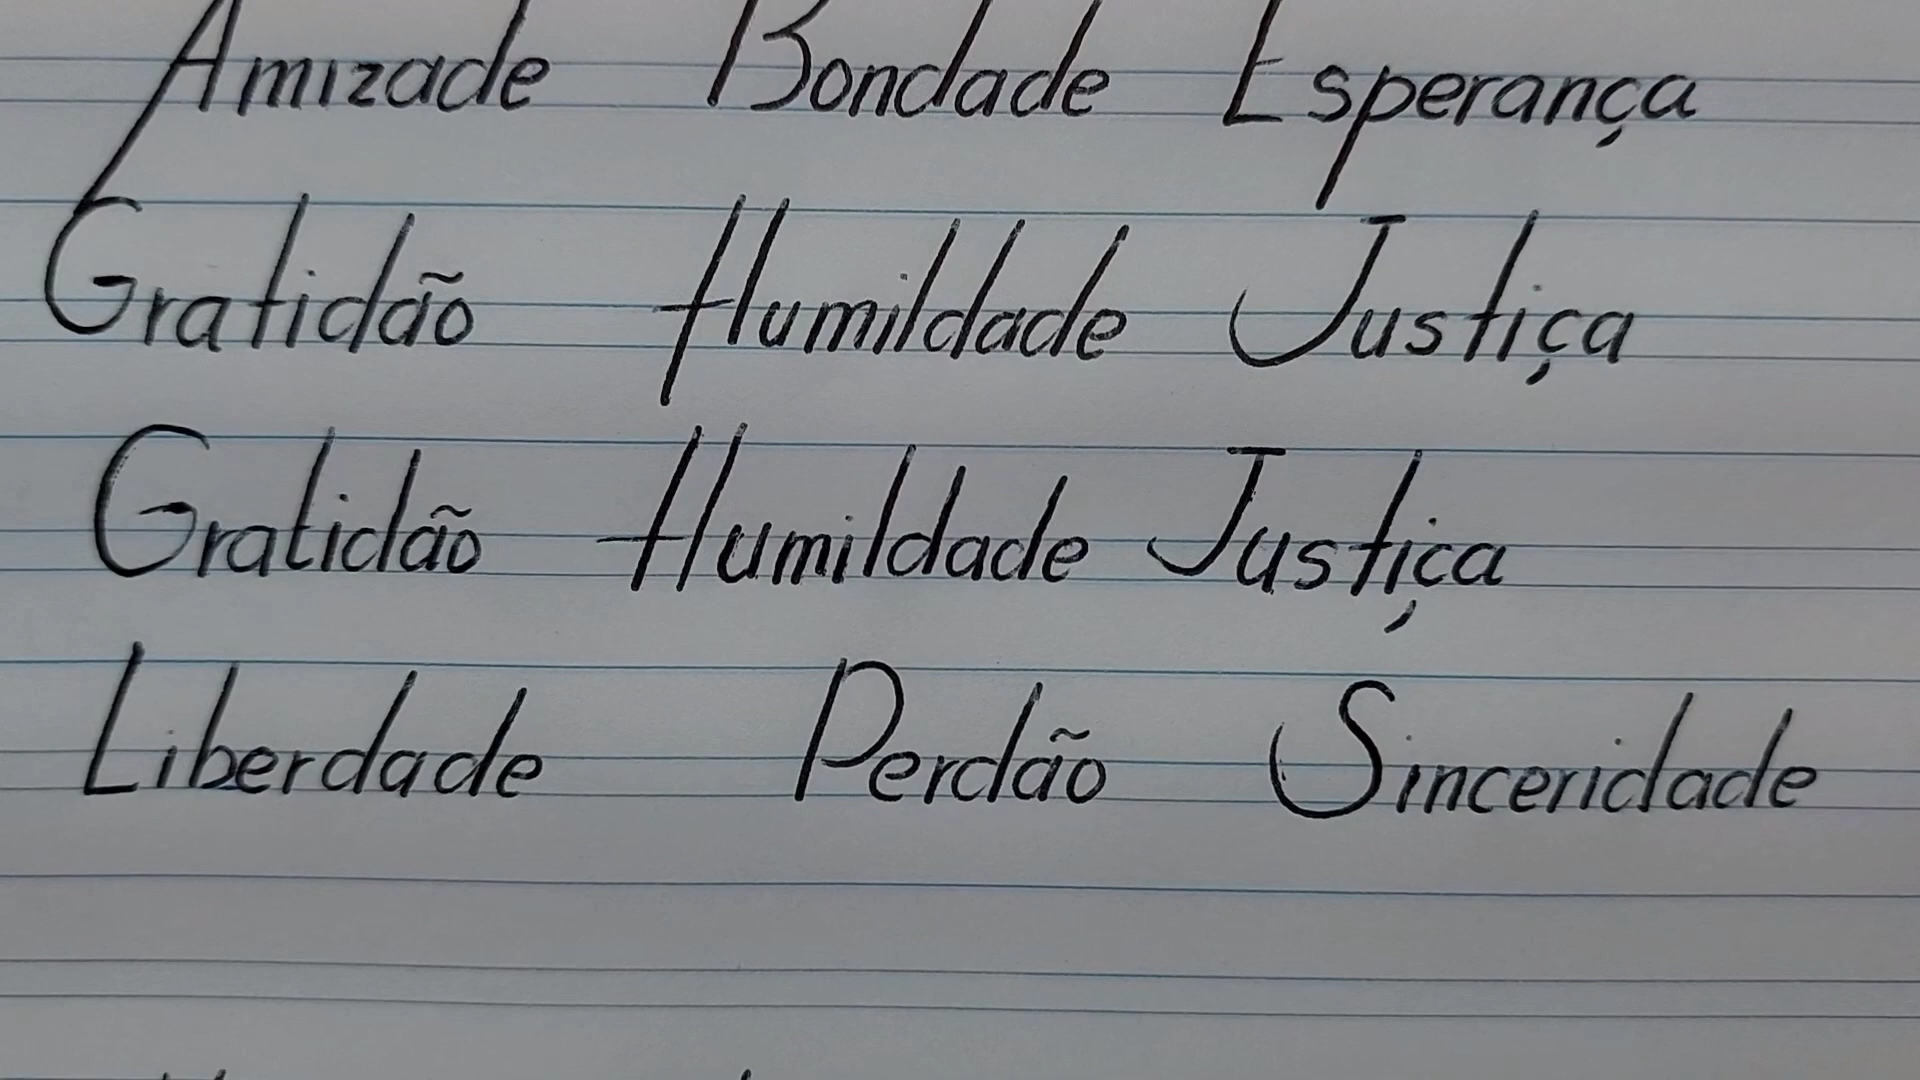 Amizade Bondade Esperança
Gratidão Humildade Justiça
Gratidão Humildade Justiça
Liberdade Perdão Sinceridade